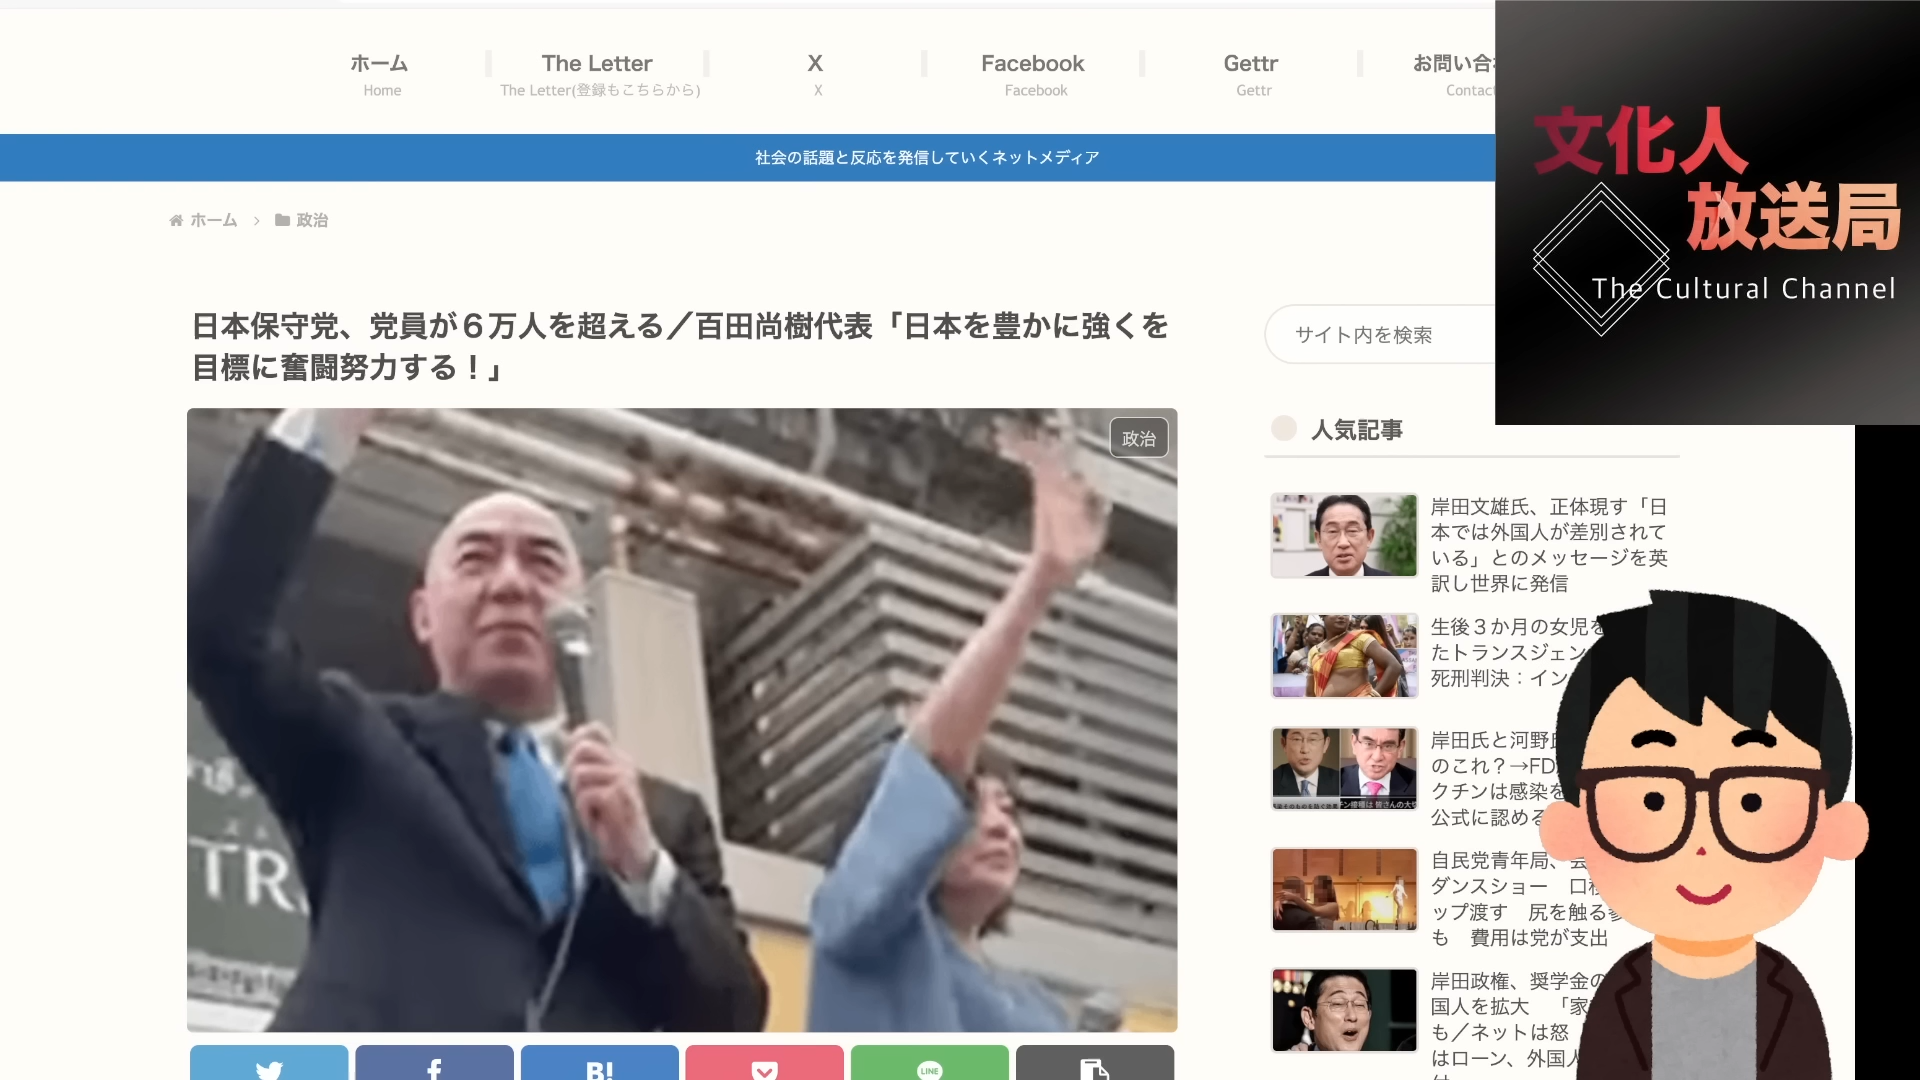 ホーム
Home
The Letter
The Letter(登録もこちらから)
X
X
Facebook
Facebook
Gettr
Gettr
お問い合
Contact
社会の話題と反応を発信していくネットメディア
ホーム
政治
文化人
放送局
The Cultural Channel
日本保守党、党員が６万人を超える／百田尚樹代表「日本を豊かに強くを
目標に奮闘努力する！」
政治
TR
サイト内を検索
人気記事
岸田文雄氏、正体現す「日
本では外国人が差別されて
いる」とのメッセージを英
訳し世界に発信
生後３か月の女児を
たトランスジェン
死刑判決：イン
岸田氏と河野
のこれ？→FD
クチンは感染を
公式に認める
自民党青年局、
ダンスショー　口移
ップ渡す　尻を触る
も　費用は党が支出
岸田政権、奨学金の
国人を拡大　「家
も／ネットは怒
はローン、外国人
B!
LINE